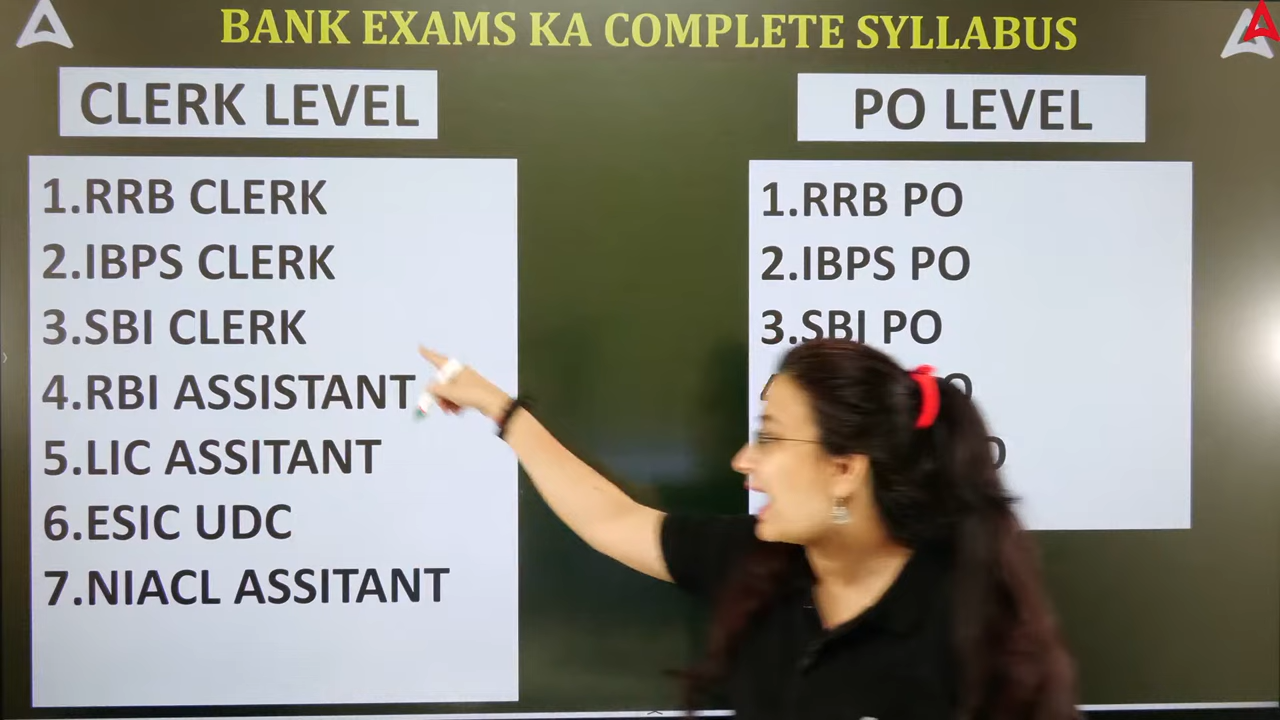 BANK EXAMS KA COMPLETE SYLLABUS
CLERK LEVEL
1.RRB CLERK
2.IBPS CLERK
3.SBI CLERK
4.RBI ASSISTANT
5.LIC ASSITANT
6.ESIC UDC
7.NIACL ASSITANT
PO LEVEL
1.RRB PO
2.IBPS PO
3.SBI PO